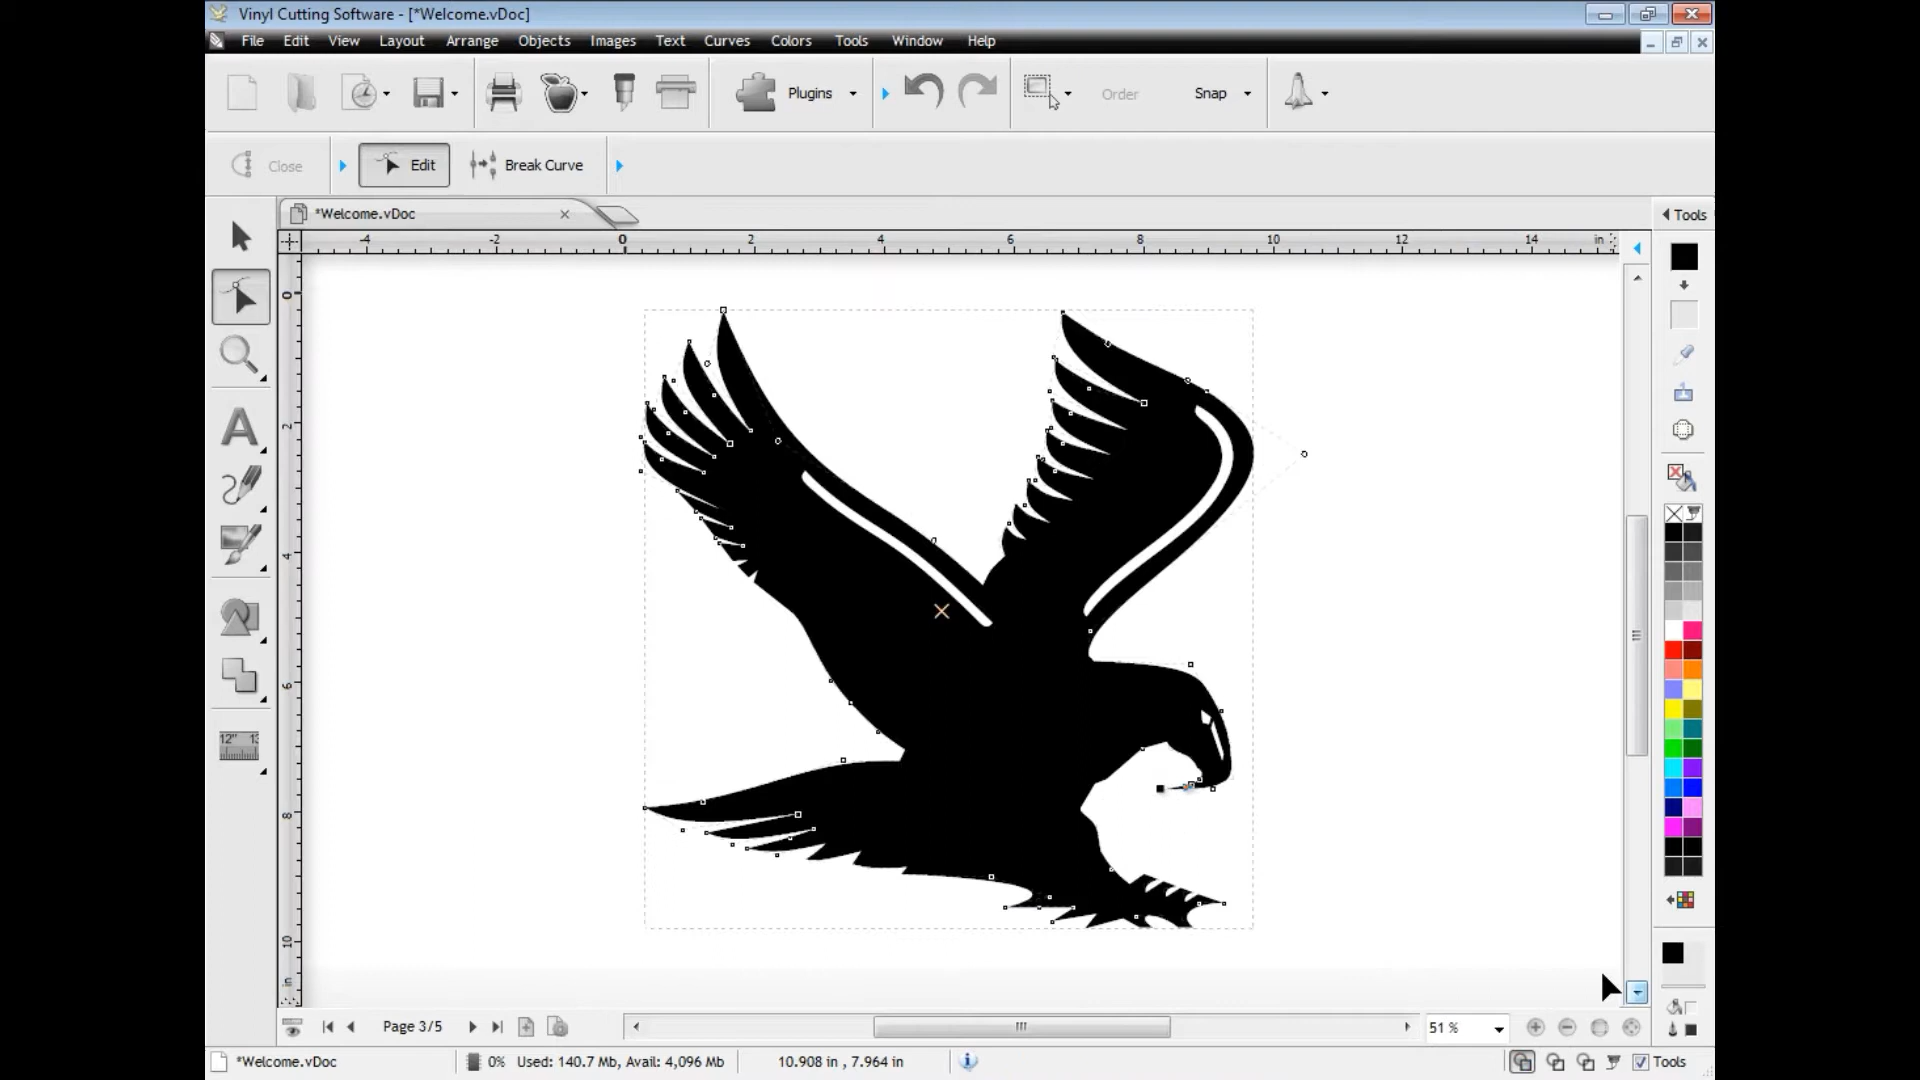 Vinyl Cutting Software - [*Welcome.vDoc]
File Edit View Layout Arrange Objects Images Text Curves Colors Tools Window Help
Plugins Order Snap
Close Edit Break Curve
*Welcome.vDoc
Tools
-4 -2 0 2 4 6 8 10 12 14 in
0
2
4
6
8
10
in
A
12"
Page 3/5 51 %
*Welcome.vDoc 0% Used: 140.7 Mb, Avail: 4,096 Mb 10.908 in , 7.964 in Tools